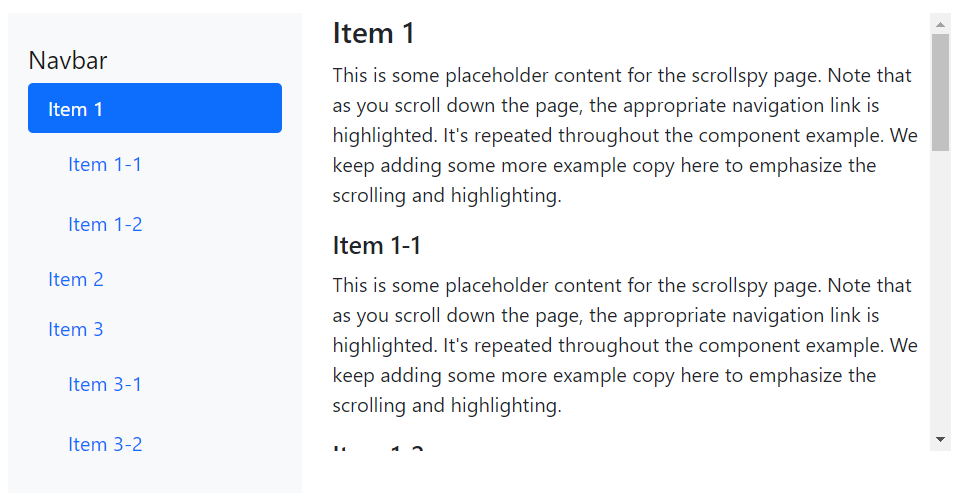 Navbar
Item 1
Item 1-1
Item 1-2
Item 2
Item 3
Item 3-1
Item 3-2
Item 1
This is some placeholder content for the scrollspy page. Note that
as you scroll down the page, the appropriate navigation link is
highlighted. It's repeated throughout the component example. We
keep adding some more example copy here to emphasize the
scrolling and highlighting.
Item 1-1
This is some placeholder content for the scrollspy page. Note that
as you scroll down the page, the appropriate navigation link is
highlighted. It's repeated throughout the component example. We
keep adding some more example copy here to emphasize the
scrolling and highlighting.
Item 1-2